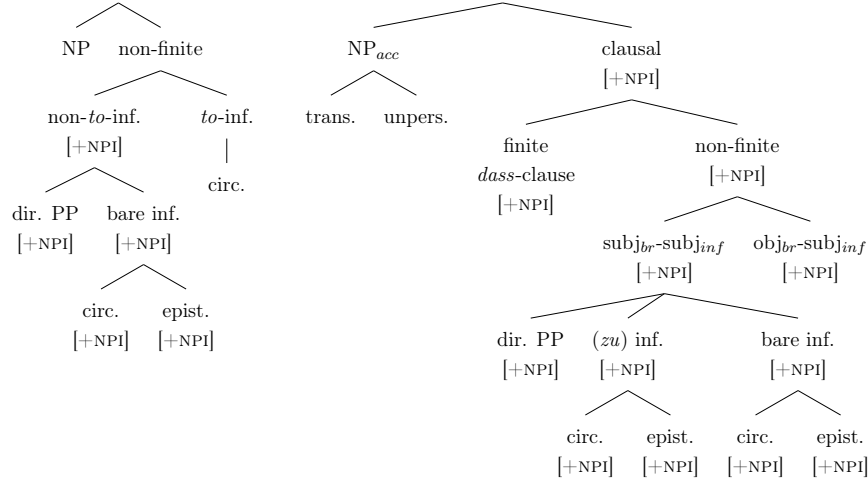 NP non-finite NP_acc clausal
[+NPI]
non-to-inf. to-inf. trans. unpers. finite non-finite
[+NPI] dass-clause [+NPI]
circ. [+NPI]
dir. PP bare inf. subj_br-subj_inf obj_br-subj_inf
[+NPI] [+NPI] [+NPI] [+NPI]
circ. epist. dir. PP (zu) inf. bare inf.
[+NPI] [+NPI] [+NPI] [+NPI] [+NPI]
circ. epist. circ. epist.
[+NPI] [+NPI] [+NPI] [+NPI]